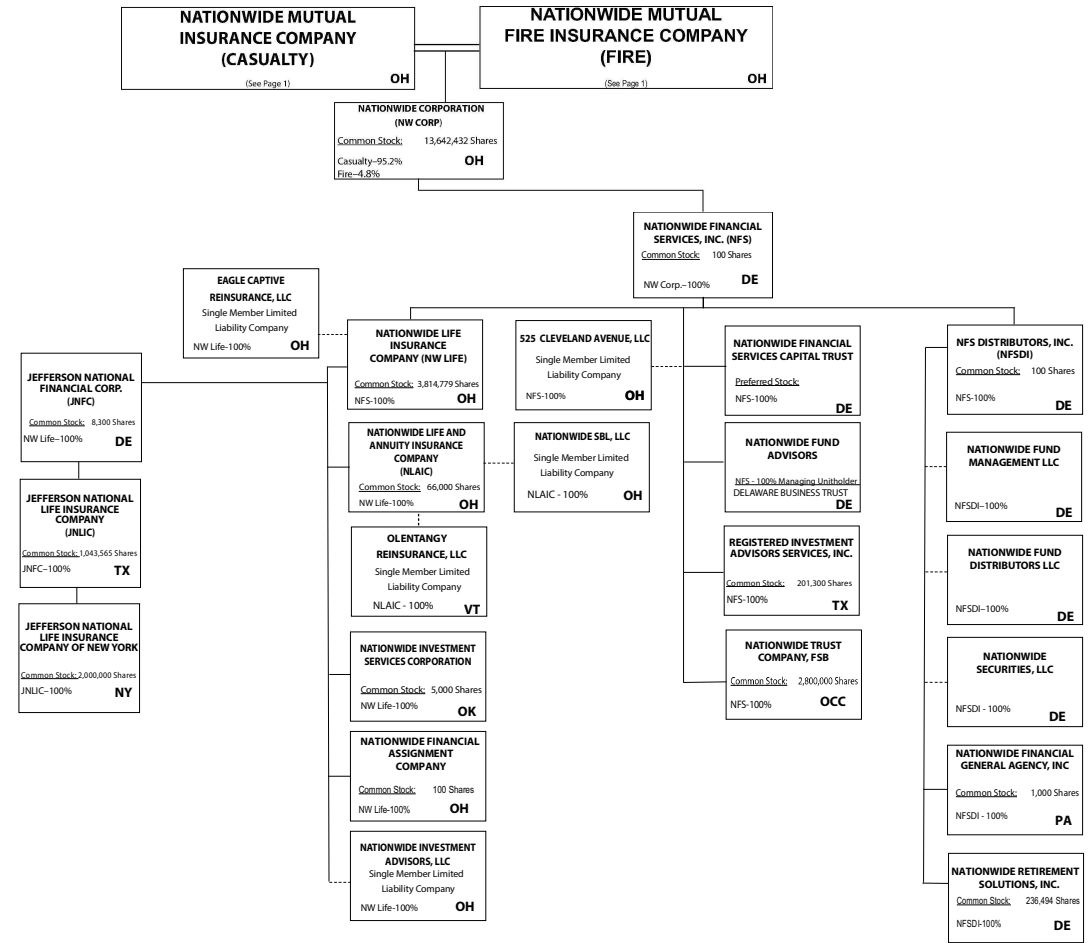 NATIONWIDE MUTUAL
INSURANCE COMPANY
(CASUALTY)
(See Page 1)
OH
NATIONWIDE MUTUAL
FIRE INSURANCE COMPANY
(FIRE)
(See Page 1)
OH
NATIONWIDE CORPORATION
(NW CORP)
Common Stock: 13,642,432 Shares
Casualty–95.2% OH
Fire–4.8%
NATIONWIDE FINANCIAL
SERVICES, INC. (NFS)
Common Stock: 100 Shares
NW Corp.–100% DE
EAGLE CAPTIVE
REINSURANCE, LLC
Single Member Limited
Liability Company
NW Life-100% OH
JEFFERSON NATIONAL
FINANCIAL CORP.
(JNFC)
Common Stock: 8,300 Shares
NW Life–100% DE
JEFFERSON NATIONAL
LIFE INSURANCE
COMPANY
(JNLIC)
Common Stock: 1,043,565 Shares
JNFC–100% TX
JEFFERSON NATIONAL
LIFE INSURANCE
COMPANY OF NEW YORK
Common Stock: 2,000,000 Shares
JNLIC–100% NY
NATIONWIDE LIFE
INSURANCE
COMPANY (NW LIFE)
Common Stock: 3,814,779 Shares
NFS-100% OH
NATIONWIDE LIFE AND
ANNUITY INSURANCE
COMPANY
(NLAIC)
Common Stock: 66,000 Shares
NW Life-100% OH
OLENTANGY
REINSURANCE, LLC
Single Member Limited
Liability Company
NLAIC - 100% VT
NATIONWIDE INVESTMENT
SERVICES CORPORATION
Common Stock: 5,000 Shares
NW Life-100% OK
NATIONWIDE FINANCIAL
ASSIGNMENT
COMPANY
Common Stock: 100 Shares
NW Life-100% OH
NATIONWIDE INVESTMENT
ADVISORS, LLC
Single Member Limited
Liability Company
NW Life-100% OH
525 CLEVELAND AVENUE, LLC
Single Member Limited
Liability Company
NFS-100% OH
NATIONWIDE SBL, LLC
Single Member Limited
Liability Company
NLAIC - 100% OH
NATIONWIDE FINANCIAL
SERVICES CAPITAL TRUST
Preferred Stock:
NFS-100%
DE
NATIONWIDE FUND
ADVISORS
NFS - 100% Managing Unitholder
DELAWARE BUSINESS TRUST
DE
REGISTERED INVESTMENT
ADVISORS SERVICES, INC.
Common Stock: 201,300 Shares
NFS-100%
TX
NATIONWIDE TRUST
COMPANY, FSB
Common Stock: 2,800,000 Shares
NFS-100% OCC
NFS DISTRIBUTORS, INC.
(NFSDI)
Common Stock: 100 Shares
NFS-100%
DE
NATIONWIDE FUND
MANAGEMENT LLC
NFSDI–100%
DE
NATIONWIDE FUND
DISTRIBUTORS LLC
NFSDI–100%
DE
NATIONWIDE
SECURITIES, LLC
NFSDI - 100%
DE
NATIONWIDE FINANCIAL
GENERAL AGENCY, INC
Common Stock: 1,000 Shares
NFSDI - 100%
PA
NATIONWIDE RETIREMENT
SOLUTIONS, INC.
Common Stock: 236,494 Shares
NFSDI-100% DE